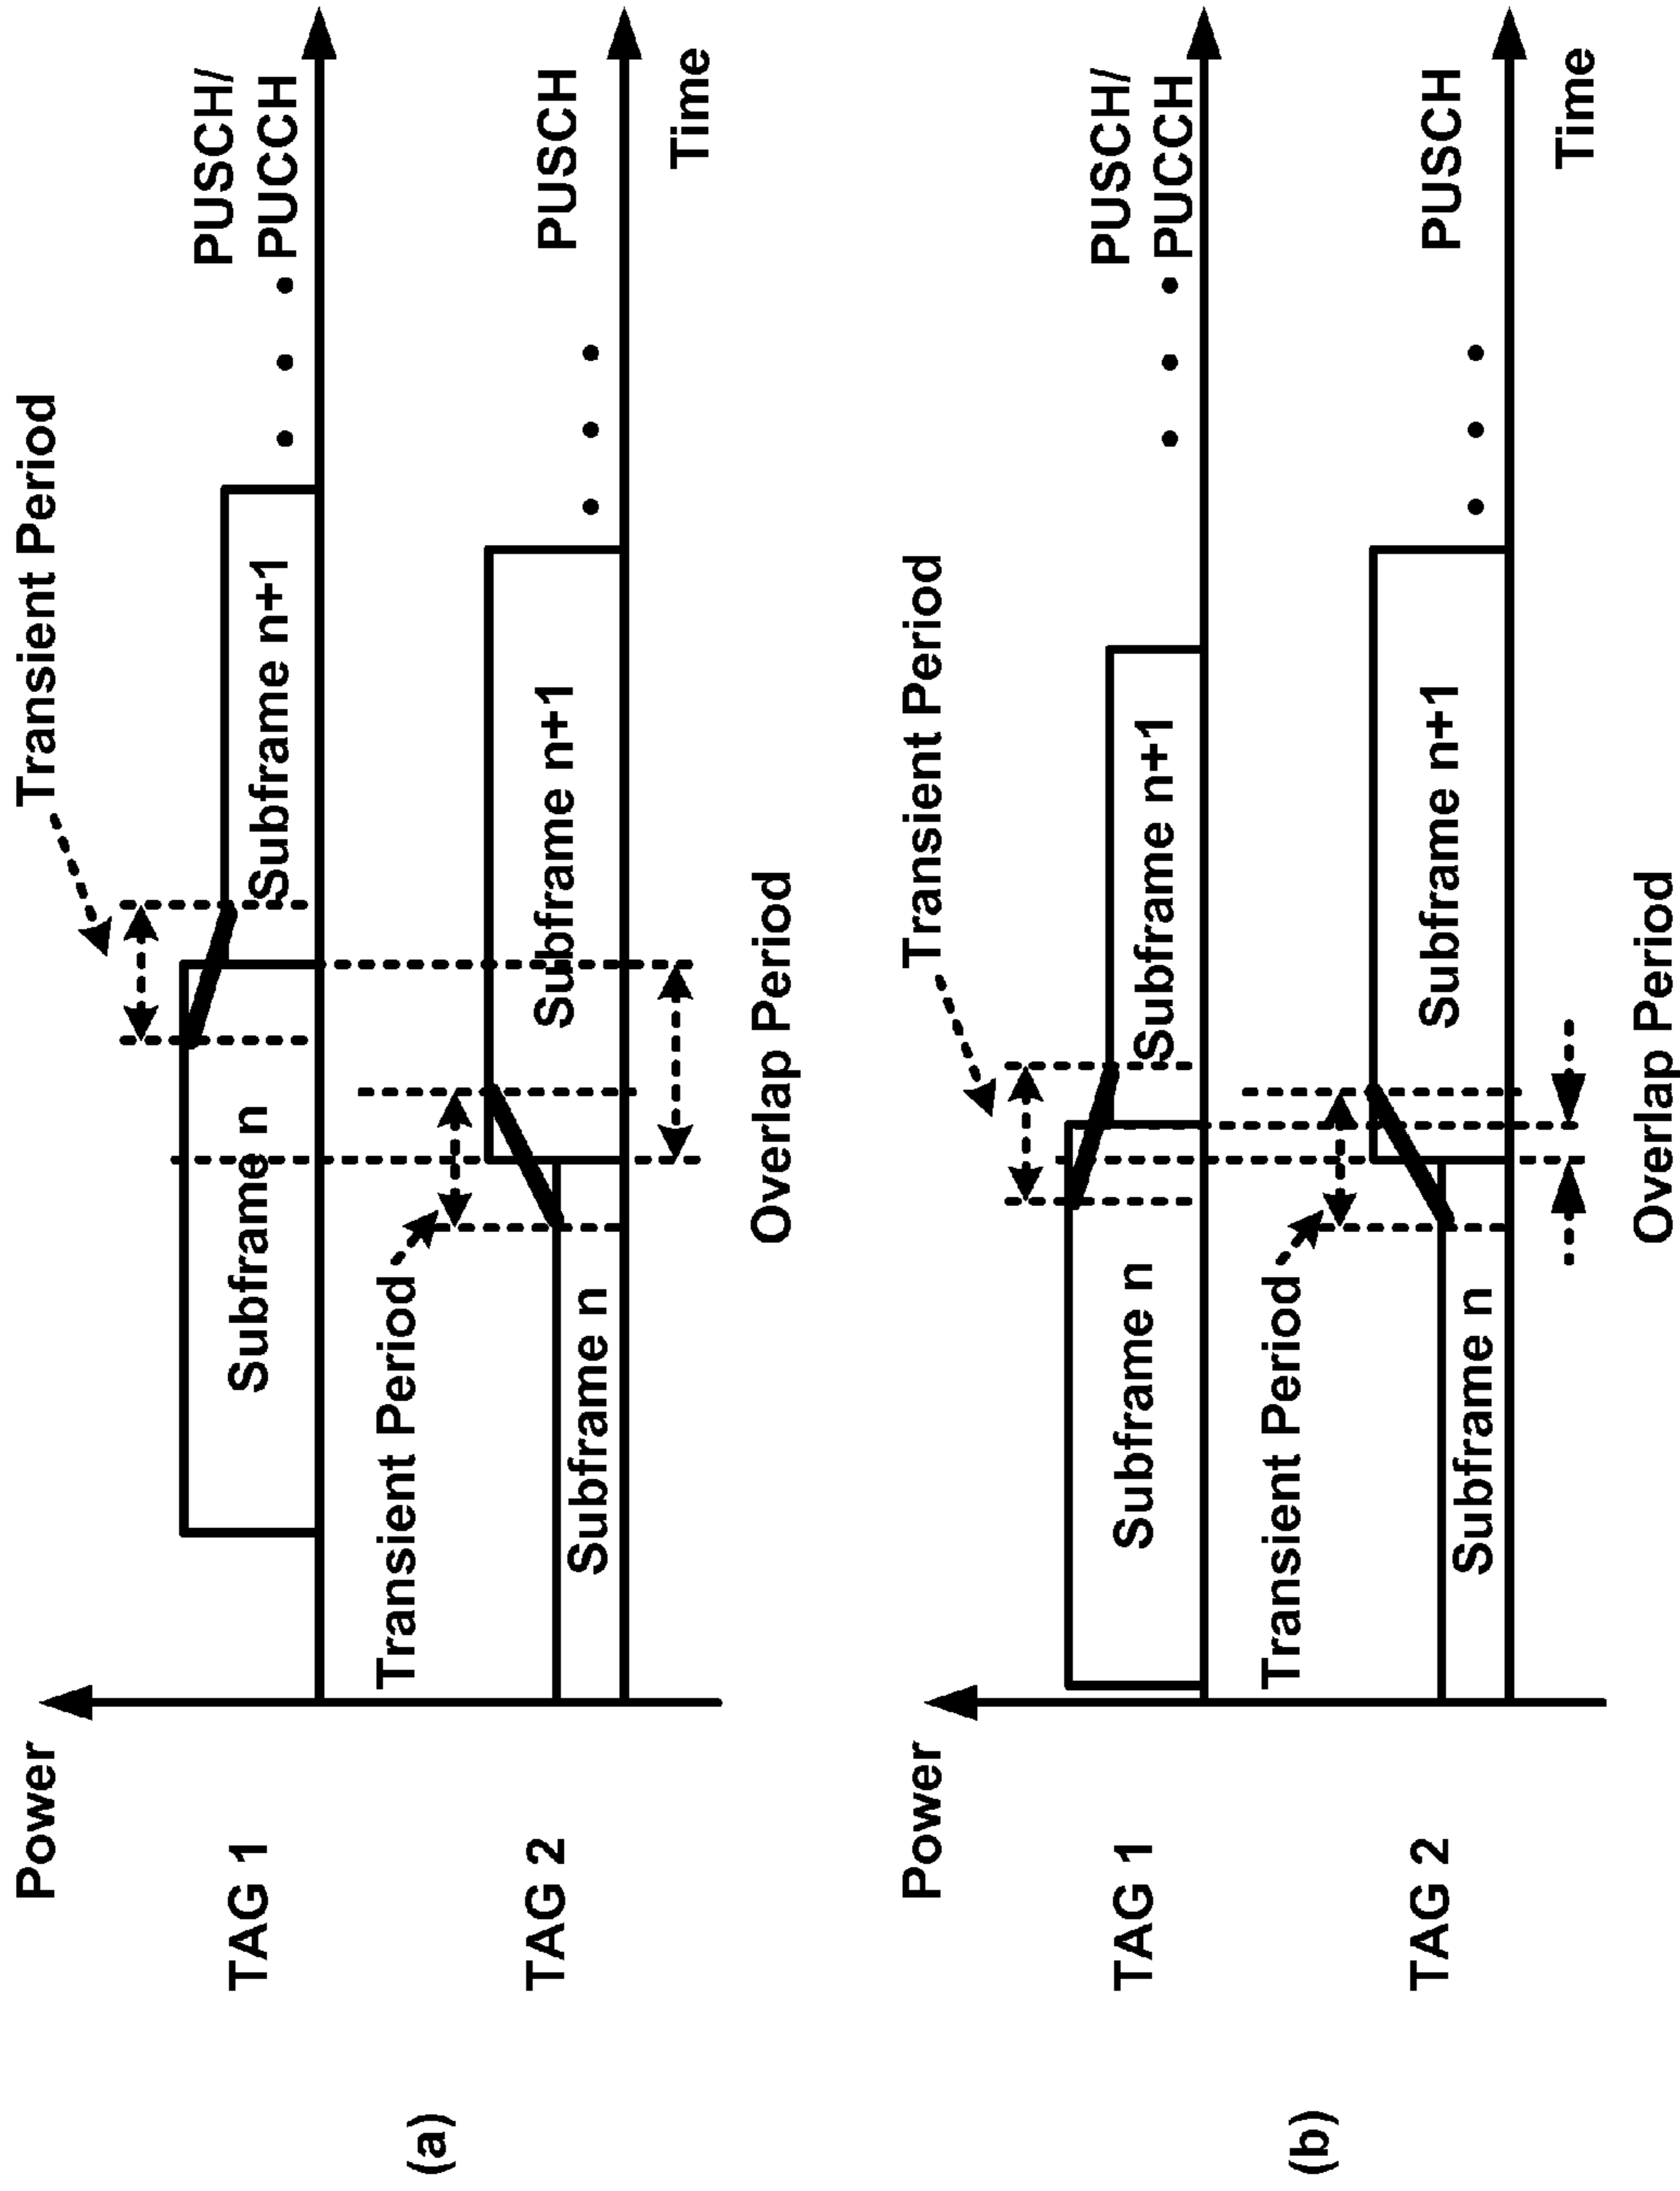 (a)
Power
Transient Period
TAG 1
Subframe n
Subframe n+1
PUSCH/
PUCCH
Transient Period
TAG 2
Subframe n
Subframe n+1
PUSCH
Time
Overlap Period
(b)
Power
Transient Period
TAG 1
Subframe n
Subframe n+1
PUSCH/
PUCCH
Transient Period
TAG 2
Subframe n
Subframe n+1
PUSCH
Time
Overlap Period